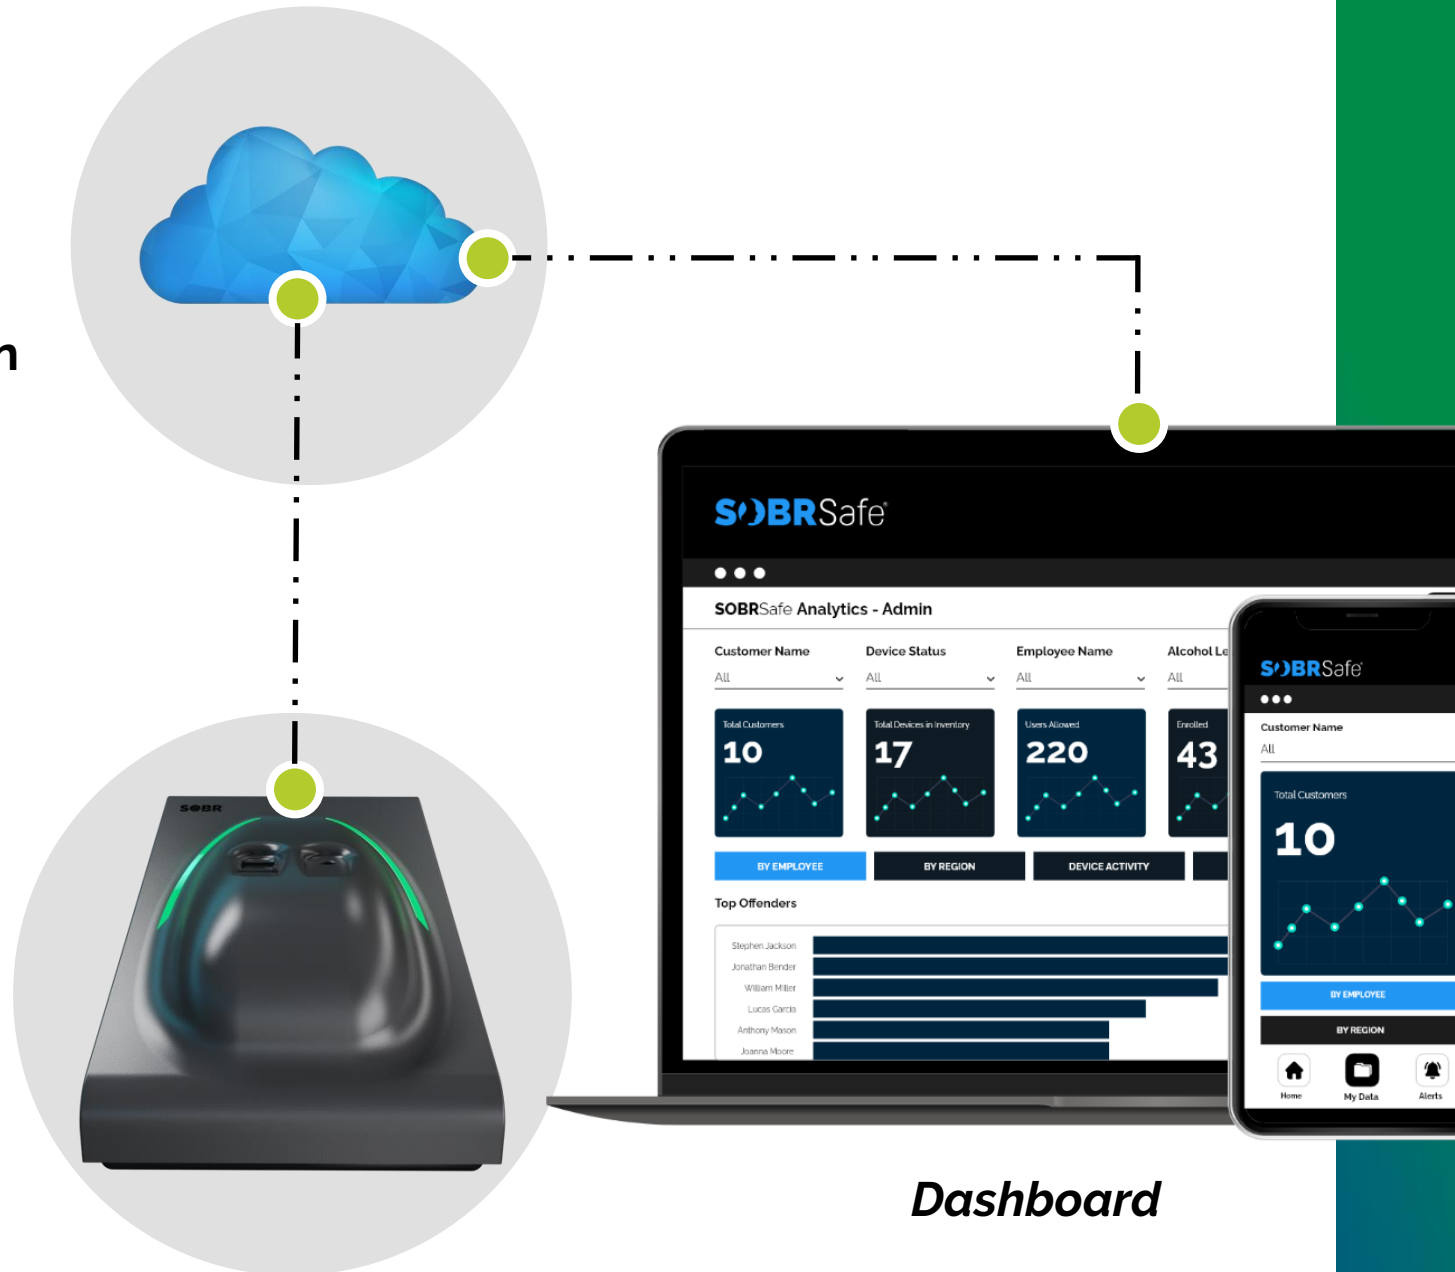 n
SOBRSafe®
SOBRSafe Analytics - Admin
Customer Name Device Status Employee Name Alcohol Le
All All All All
Total Customers Total Devices in Inventory Users Allowed Enrolled
10 17 220 43
BY EMPLOYEE BY REGION DEVICE ACTIVITY
Top Offenders
Stephen Jackson
Jonathan Bender
William Miller
Lucas Garcia
Anthony Mason
Joanna Moore
SOBRSafe
Customer Name
All
Total Customers
10
BY EMPLOYEE
BY REGION
Home My Data Alerts
SOBR
Dashboard